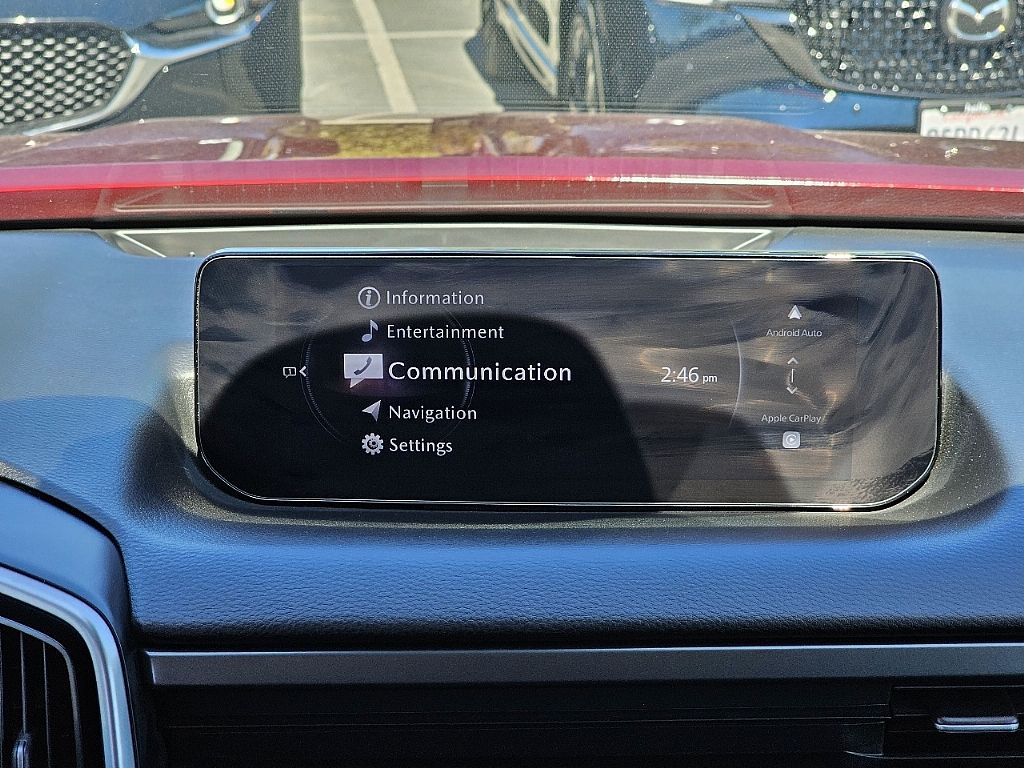 Information
Entertainment
Communication
Navigation
Settings
2:46 pm
Android Auto
Apple CarPlay